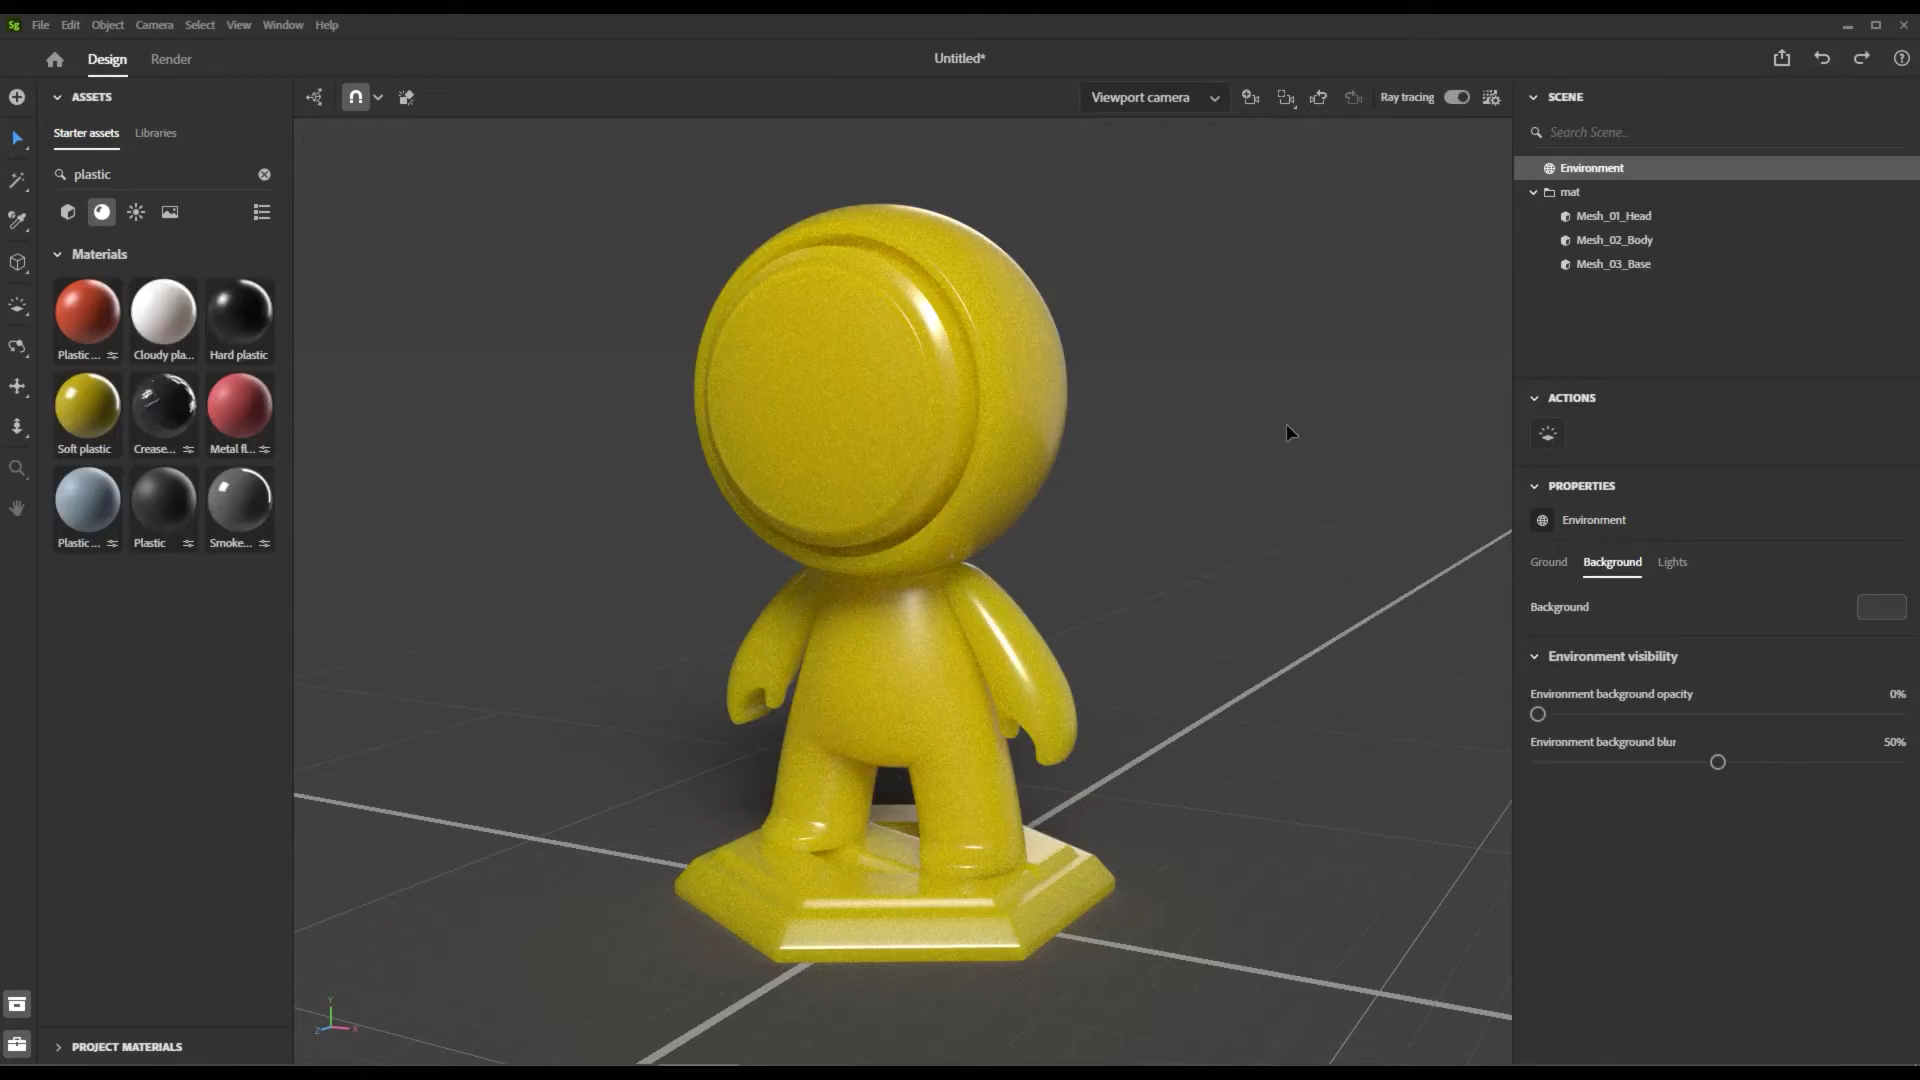 Sg File Edit Object Camera Select View Window Help
Design Render Untitled*
ASSETS
Starter assets Libraries
plastic
Materials
Plastic ... Cloudy pla... Hard plastic
Soft plastic Crease... Metal fl...
Plastic ... Plastic Smoke...
PROJECT MATERIALS
Viewport camera Ray tracing
Y
Z X
SCENE
Search Scene...
Environment
mat
Mesh_01_Head
Mesh_02_Body
Mesh_03_Base
ACTIONS
PROPERTIES
Environment
Ground Background Lights
Background
Environment visibility
Environment background opacity 0%
Environment background blur 50%